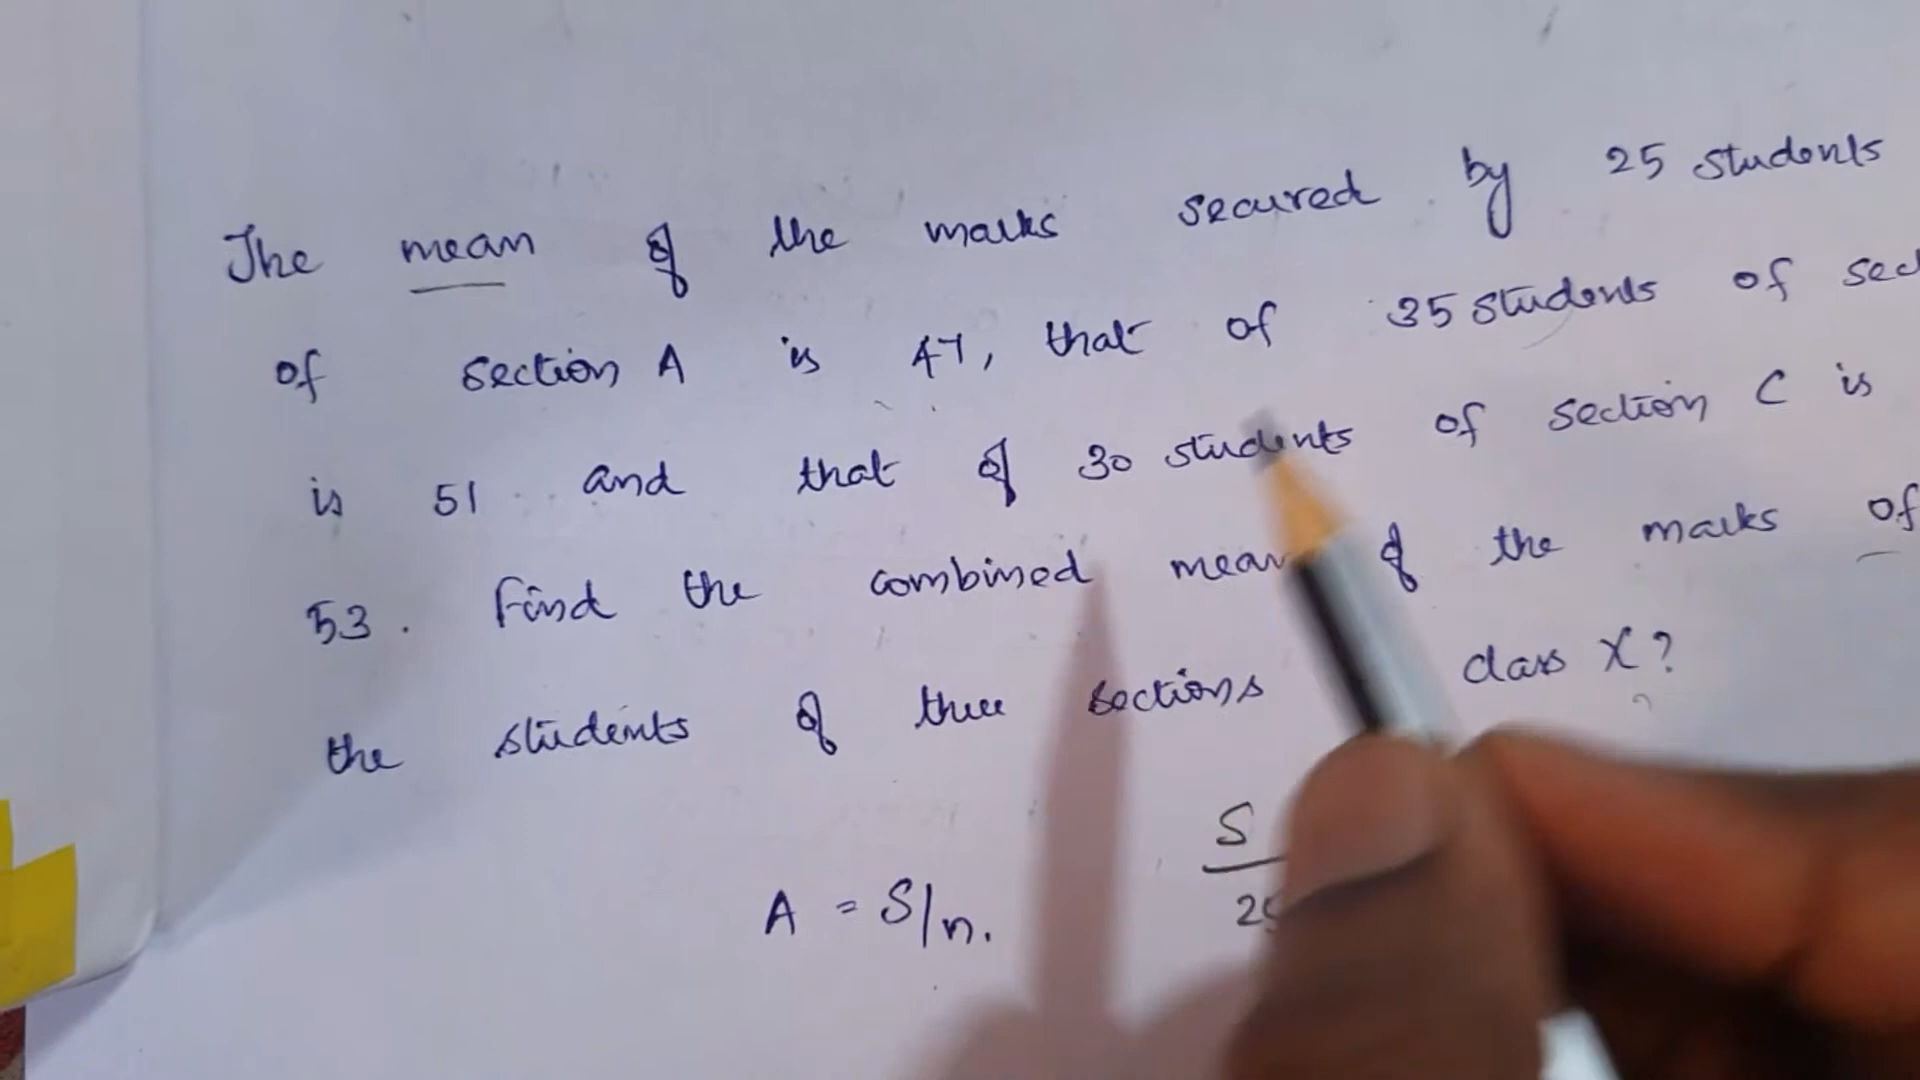 The mean of the marks secured by 25 students
of section A is 47, that of 35 students of sec
is 51 and that of 30 students of section C is
53. Find the combined mean of the marks of
the students of three sections class X?
S
A = S/n.